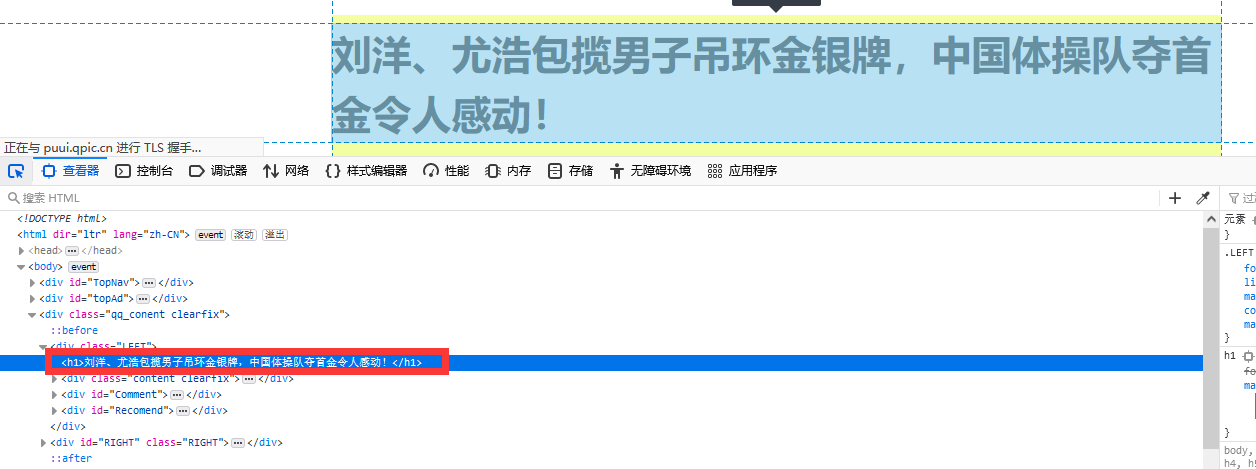 刘洋、尤浩包揽男子吊环金银牌，中国体操队夺首
金令人感动！
正在与 puui.qpic.cn 进行 TLS 握手...
查看器 控制台 调试器 网络 {} 样式编辑器 性能 内存 存储 无障碍环境 应用程序
搜索 HTML
<!DOCTYPE html>
<html dir="ltr" lang="zh-CN"> event 滚动 溢出
<head> ··· </head>
<body> event
<div id="TopNav"> ··· </div>
<div id="topAd"> ··· </div>
<div class="qq_conent clearfix">
::before
<div class="LEFT">
<h1>刘洋、尤浩包揽男子吊环金银牌，中国体操队夺首金令人感动！</h1>
<div class="content clearfix"> ··· </div>
<div id="Comment"> ··· </div>
<div id="Recomend"> ··· </div>
</div>
<div id="RIGHT" class="RIGHT"> ··· </div>
::after
元素
}
.LEFT
fo
li
ma
co
ma
}
h1
fo
ma
}
body,
h4, h5